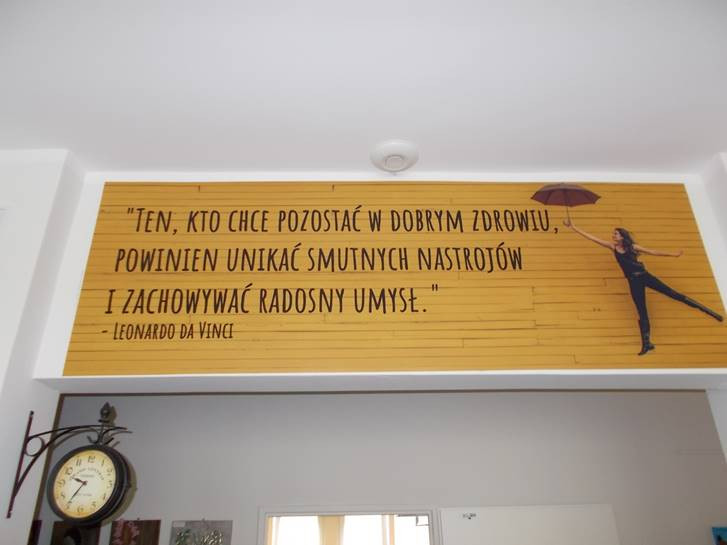 "TEN, KTO CHCE POZOSTAĆ W DOBRYM ZDROWIU,
POWINIEN UNIKAĆ SMUTNYCH NASTROJÓW
I ZACHOWYWAĆ RADOSNY UMYSŁ."
- LEONARDO DA VINCI